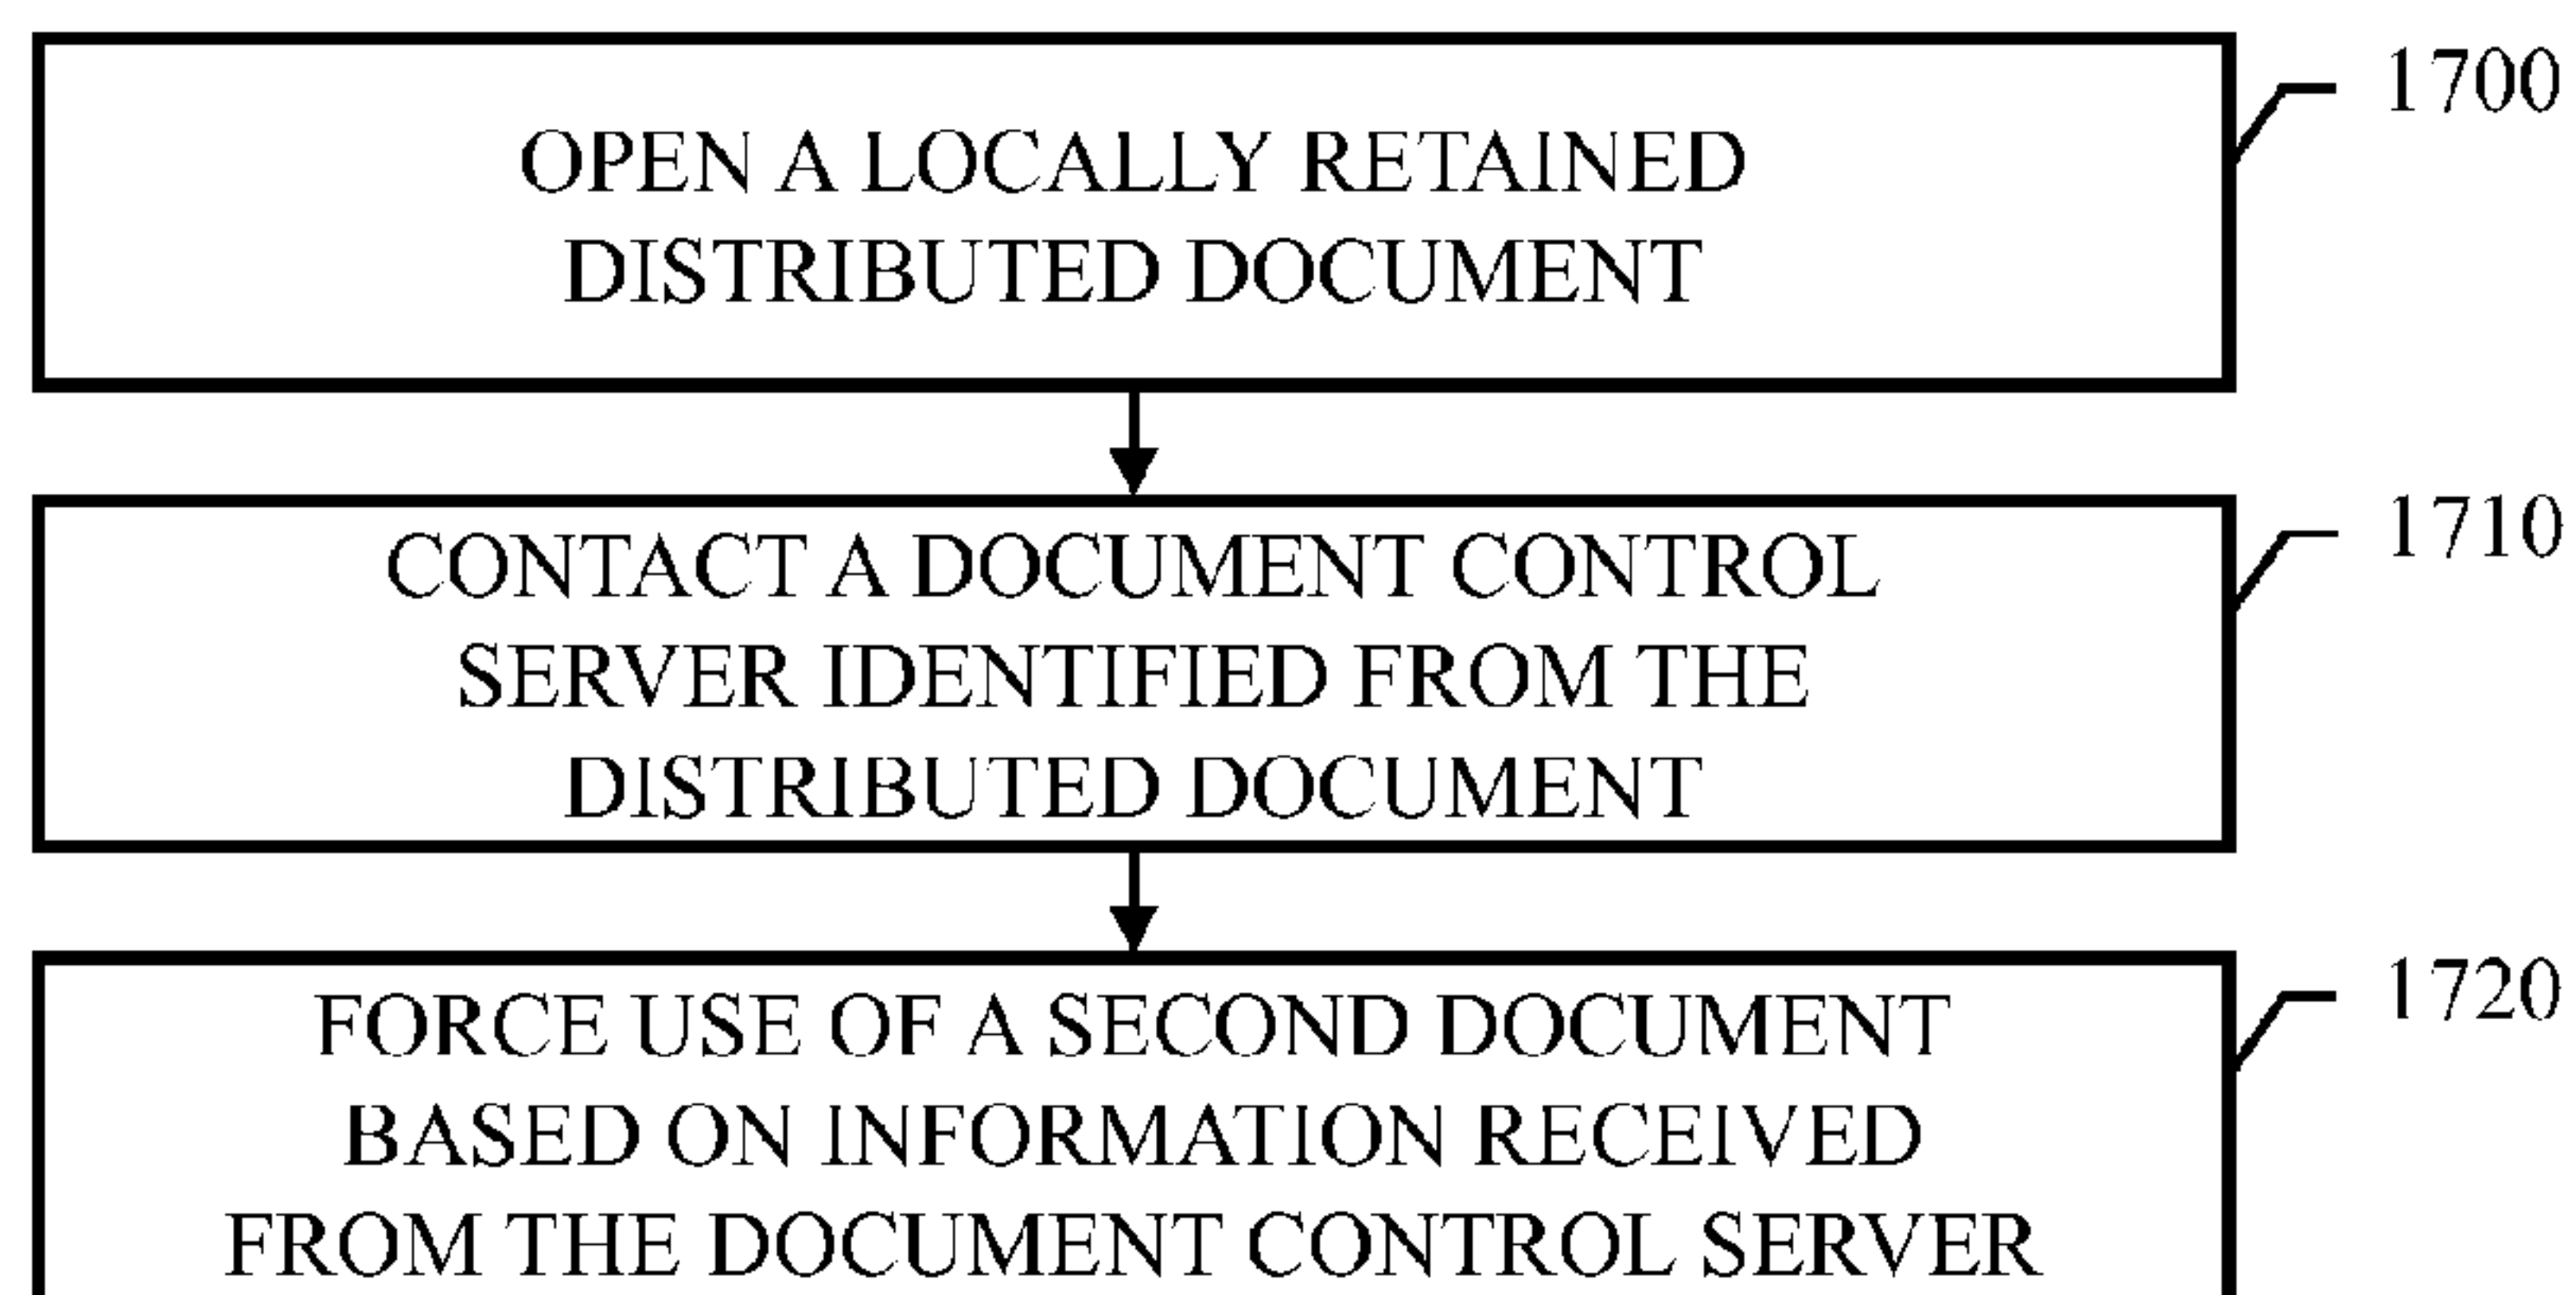 1700
OPEN A LOCALLY RETAINED
DISTRIBUTED DOCUMENT
1710
CONTACT A DOCUMENT CONTROL
SERVER IDENTIFIED FROM THE
DISTRIBUTED DOCUMENT
1720
FORCE USE OF A SECOND DOCUMENT
BASED ON INFORMATION RECEIVED
FROM THE DOCUMENT CONTROL SERVER